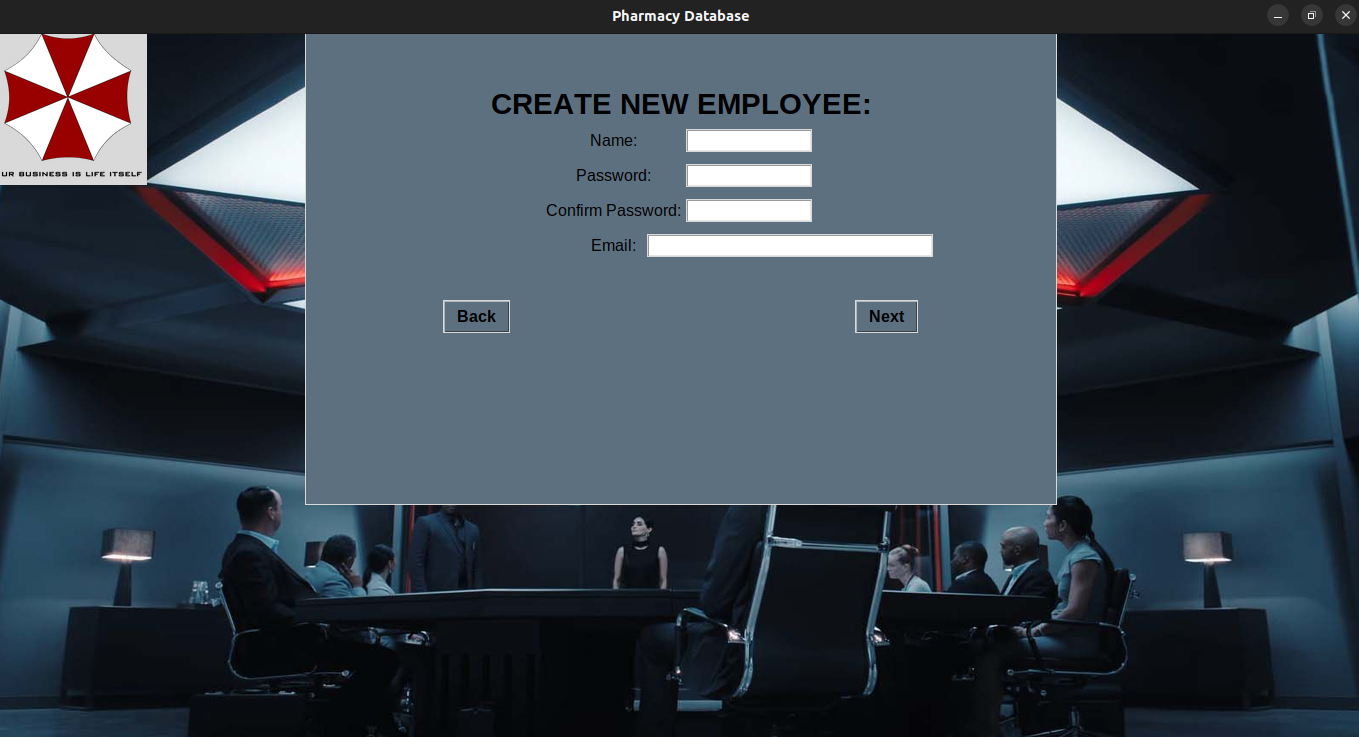 Pharmacy Database
UR BUSINESS IS LIFE ITSELF
CREATE NEW EMPLOYEE:
Name:
Password:
Confirm Password:
Email:
Back
Next